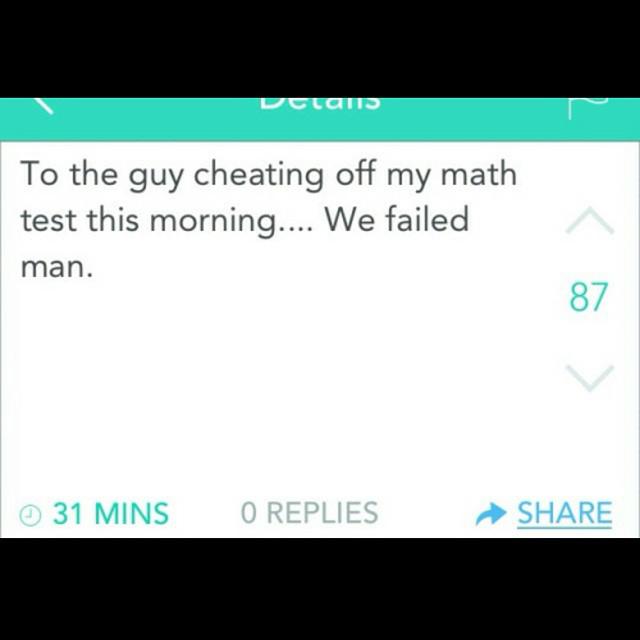 Details
To the guy cheating off my math
test this morning.... We failed
man.
87
31 MINS
0 REPLIES
SHARE